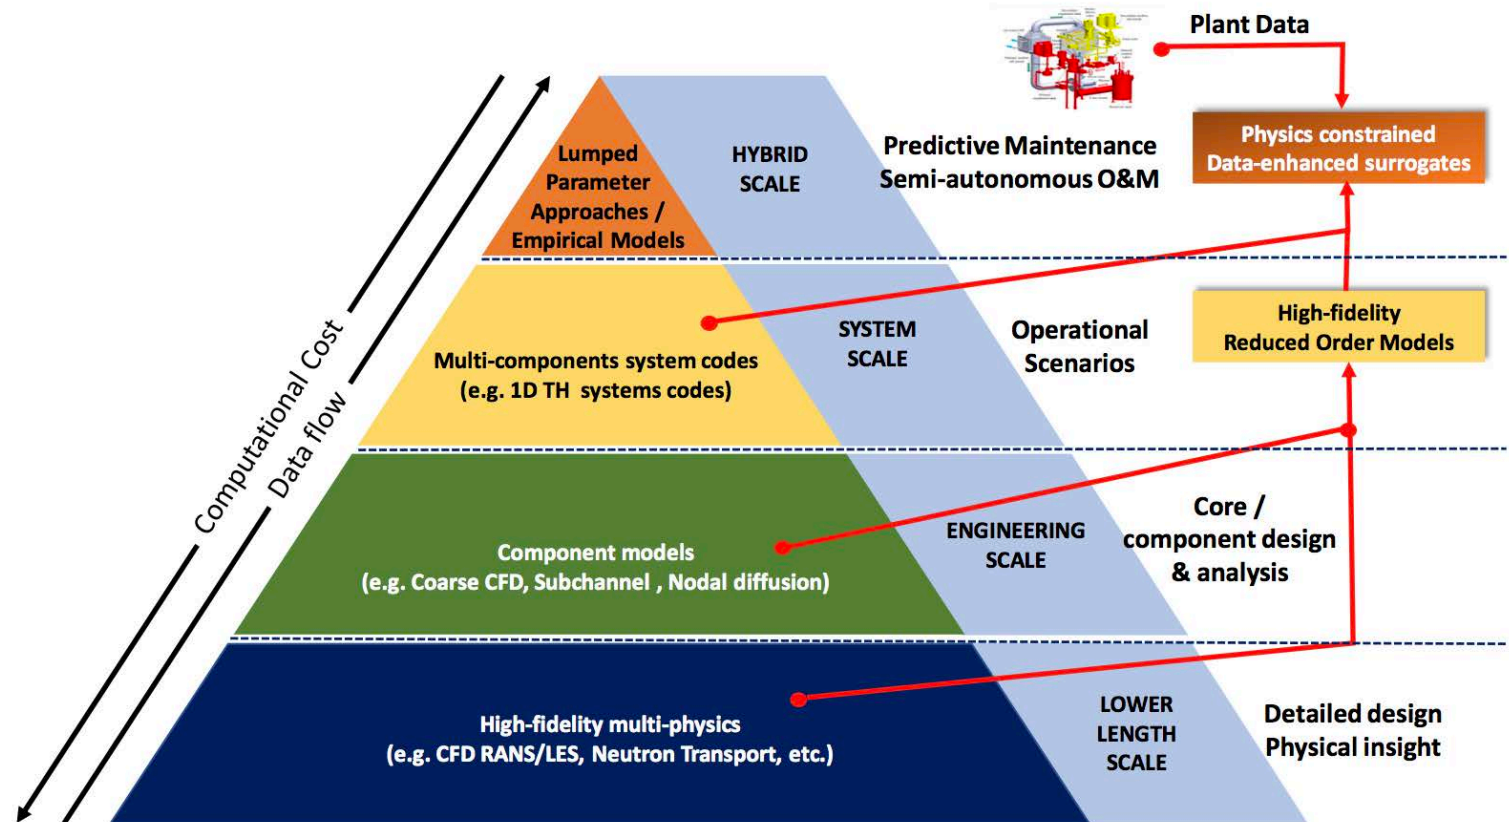 Plant Data
Physics constrained
Data-enhanced surrogates
Lumped
Parameter
Approaches /
Empirical Models
HYBRID
SCALE
Predictive Maintenance
Semi-autonomous O&M
High-fidelity
Reduced Order Models
Multi-components system codes
(e.g. 1D TH systems codes)
SYSTEM
SCALE
Operational
Scenarios
Computational Cost
Data flow
Component models
(e.g. Coarse CFD, Subchannel , Nodal diffusion)
ENGINEERING
SCALE
Core /
component design
& analysis
High-fidelity multi-physics
(e.g. CFD RANS/LES, Neutron Transport, etc.)
LOWER
LENGTH
SCALE
Detailed design
Physical insight